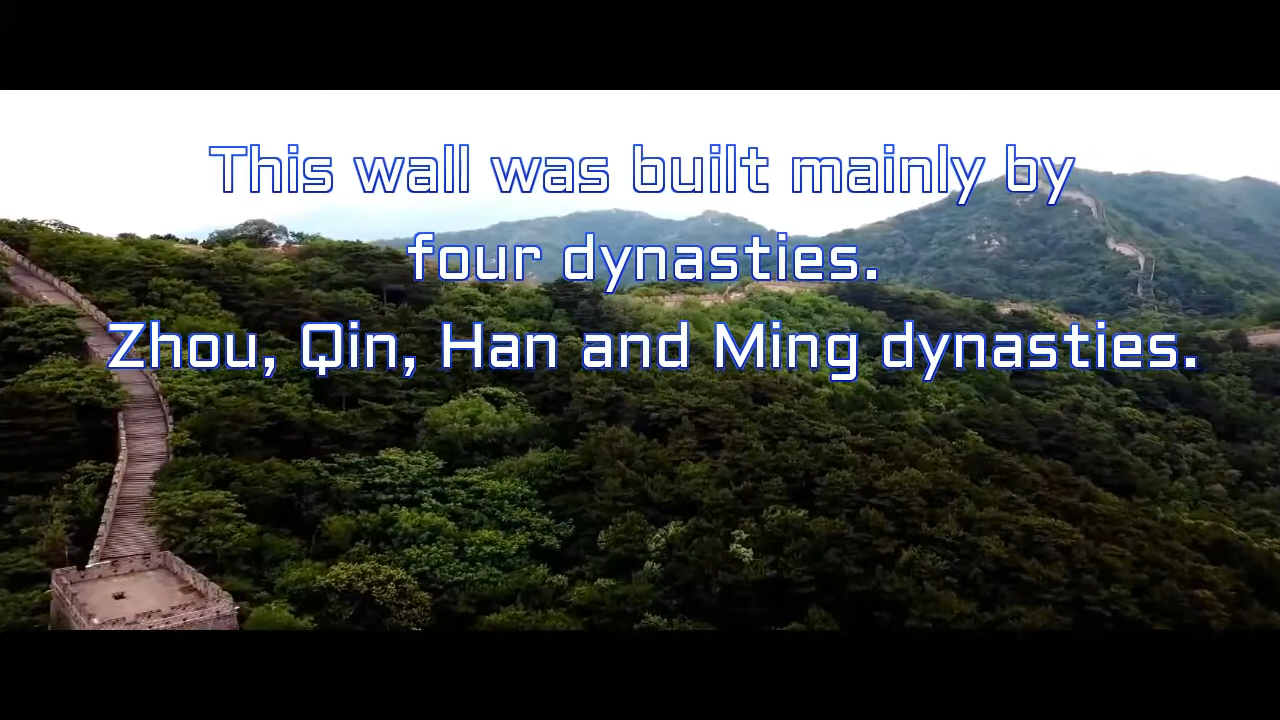 This wall was built mainly by
four dynasties.
Zhou, Qin, Han and Ming dynasties.